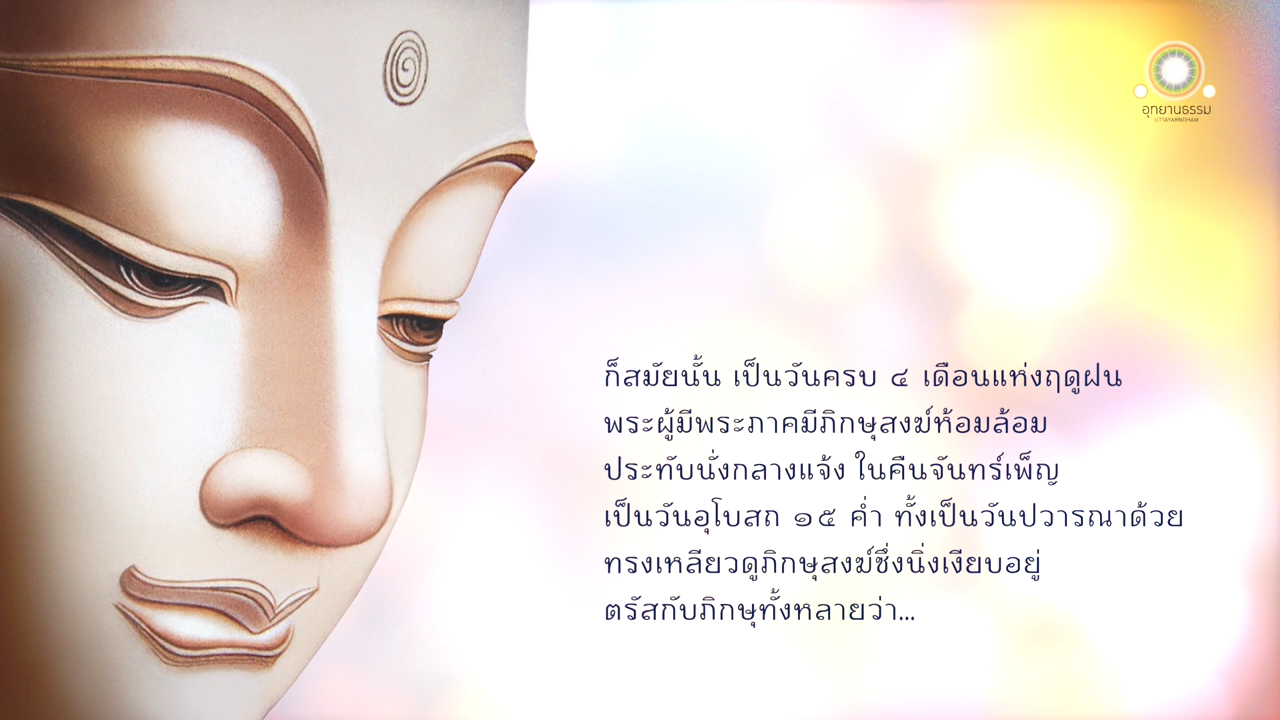 อุทยานธรรม
UTTAYARNDHAM
ก็สมัยนั้น เป็นวันครบ ๔ เดือนแห่งฤดูฝน
พระผู้มีพระภาคมีภิกษุสงฆ์ห้อมล้อม
ประทับนั่งกลางแจ้ง ในคืนจันทร์เพ็ญ
เป็นวันอุโบสถ ๑๕ ค่ำ ทั้งเป็นวันปวารณาด้วย
ทรงเหลียวดูภิกษุสงฆ์ซึ่งนิ่งเงียบอยู่
ตรัสกับภิกษุทั้งหลายว่า...